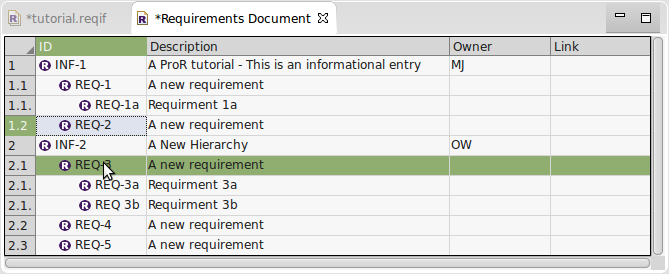 *tutorial.reqif
*Requirements Document
ID Description Owner Link
1 INF-1 A ProR tutorial - This is an informational entry MJ
1.1 REQ-1 A new requirement
1.1. REQ-1a Requirment 1a
1.2 REQ-2 A new requirement
2 INF-2 A New Hierarchy OW
2.1 REQ-3 A new requirement
2.1. REQ-3a Requirment 3a
2.1. REQ 3b Requirment 3b
2.2 REQ-4 A new requirement
2.3 REQ-5 A new requirement